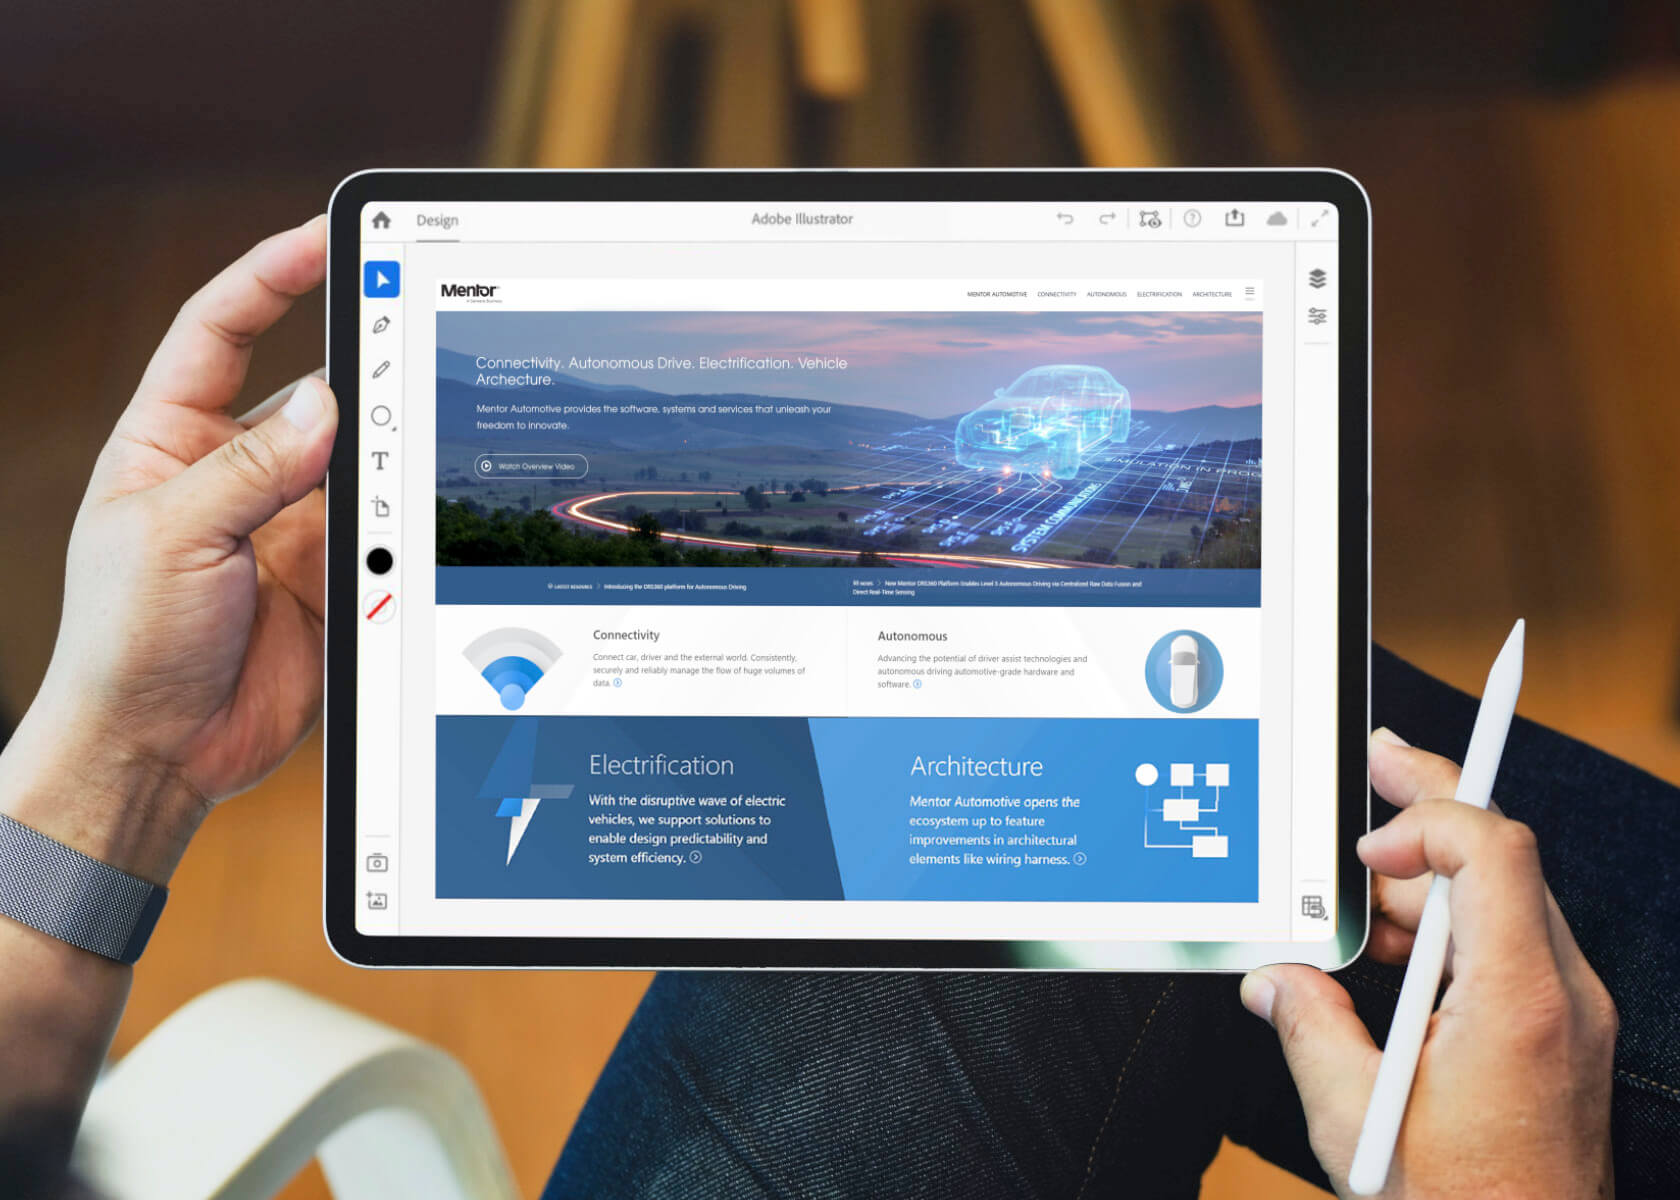 Design
Adobe Illustrator
Mentor
A Siemens Business
MENTOR AUTOMOTIVE CONNECTIVITY AUTONOMOUS ELECTRIFICATION ARCHITECTURE
Connectivity. Autonomous Drive. Electrification. Vehicle
Archecture.
Mentor Automotive provides the software, systems and services that unleash your
freedom to innovate.
Watch Overview Video
SIMULATION IN PROG
SYSTEM COMMUNICATING
LATEST RESOURCE > Introducing the DRS360 platform for Autonomous Driving
NEWS > New Mentor DRS360 Platform Enables Level 5 Autonomous Driving via Centralized Raw Data Fusion and
Direct Real-Time Sensing
Connectivity
Connect car, driver and the external world. Consistently,
securely and reliably manage the flow of huge volumes of
data.
Autonomous
Advancing the potential of driver assist technologies and
autonomous driving automotive-grade hardware and
software.
Electrification
With the disruptive wave of electric
vehicles, we support solutions to
enable design predictability and
system efficiency.
Architecture
Mentor Automotive opens the
ecosystem up to feature
improvements in architectural
elements like wiring harness.